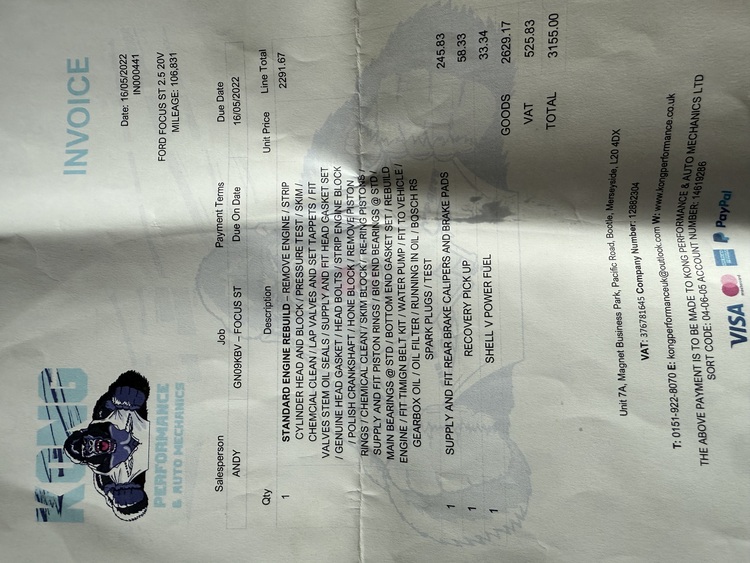 KONG
PERFORMANCE
& AUTO MECHANICS
INVOICE
Date: 16/05/2022
IN000441
FORD FOCUS ST 2.5 20V
MILEAGE: 106,831
Salesperson Job Payment Terms Due Date
ANDY GN09KBV – FOCUS ST Due On Date 16/05/2022
Qty Description Unit Price Line Total
1 STANDARD ENGINE REBUILD – REMOVE ENGINE / STRIP 2291.67
CYLINDER HEAD AND BLOCK / PRESSURE TEST / SKIM /
CHEMCIAL CLEAN / LAP VALVES AND SET TAPPETS / FIT
VALVES STEM OIL SEALS / SUPPLY AND FIT HEAD GASKET SET
/ GENUINE HEAD GASKET / HEAD BOLTS / STRIP ENGINE BLOCK
/ POLISH CRANKSHAFT / HONE BLOCK / REMOVE PISTON
RINGS / CHEMICAL CLEAN / SKIM BLOCK / RE-RING PISTONS /
SUPPLY AND FIT PISTON RINGS / BIG END BEARINGS @ STD /
MAIN BEARINGS @ STD / BOTTOM END GASKET SET / REBUILD
ENGINE / FIT TIMIGN BELT KIT / WATER PUMP / FIT TO VEHICLE /
GEARBOX OIL / OIL FILTER / RUNNING IN OIL / BOSCH RS
SPARK PLUGS / TEST
1 SUPPLY AND FIT REAR BRAKE CALIPERS AND BRAKE PADS 245.83
1 RECOVERY PICK UP 58.33
1 SHELL V POWER FUEL 33.34
GOODS 2629.17
VAT 525.83
TOTAL 3155.00
Unit 7A, Magnet Business Park, Pacific Road, Bootle, Merseyside, L20 4DX
VAT: 376781645 Company Number: 12882304
T: 0151-922-8070 E: kongperformanceuk@outlook.com W: www.kongperformance.co.uk
THE ABOVE PAYMENT IS TO BE MADE TO KONG PERFORMANCE & AUTO MECHANICS LTD
SORT CODE: 04-06-05 ACCOUNT NUMBER: 14619286
VISA PayPal